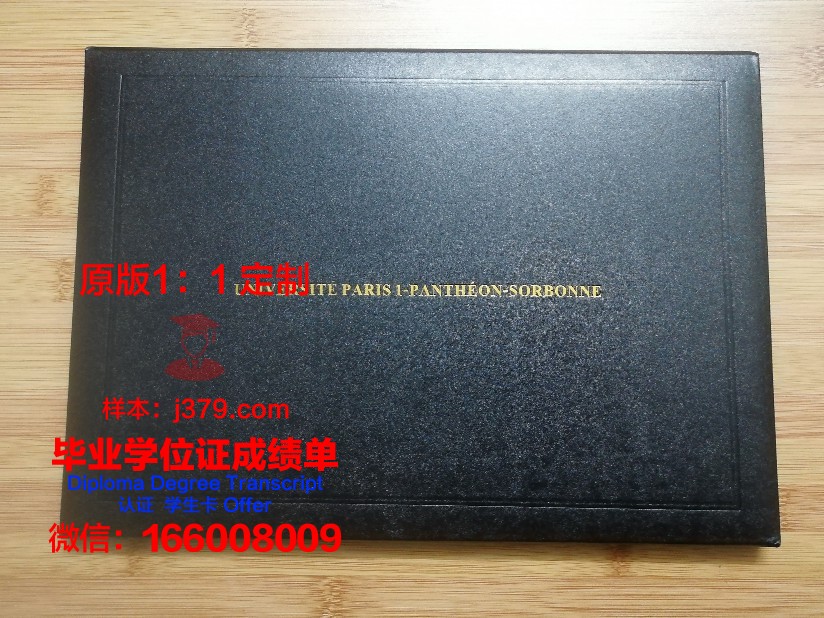 原版1：1 定制
UNIVERSITE PARIS 1-PANTHÉON-SORBONNE
样本：j379.com
毕业学位证成绩单
Diploma Degree Transcript
认证 学生卡 Offer
微信：166008009